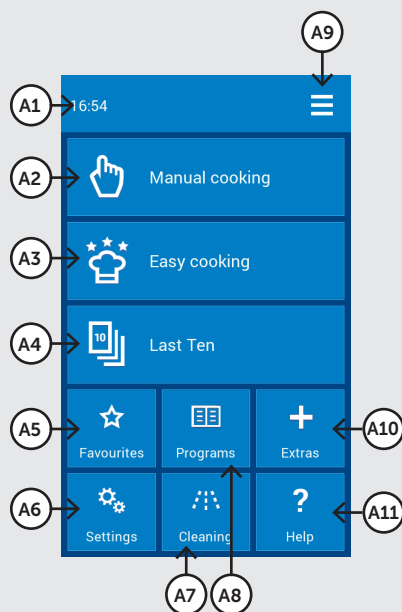 A9
A1
16:54
A2
Manual cooking
A3
Easy cooking
A4
10
Last Ten
A5
Favourites
Programs
Extras
A10
A6
Settings
Cleaning
?
Help
A11
A7
A8